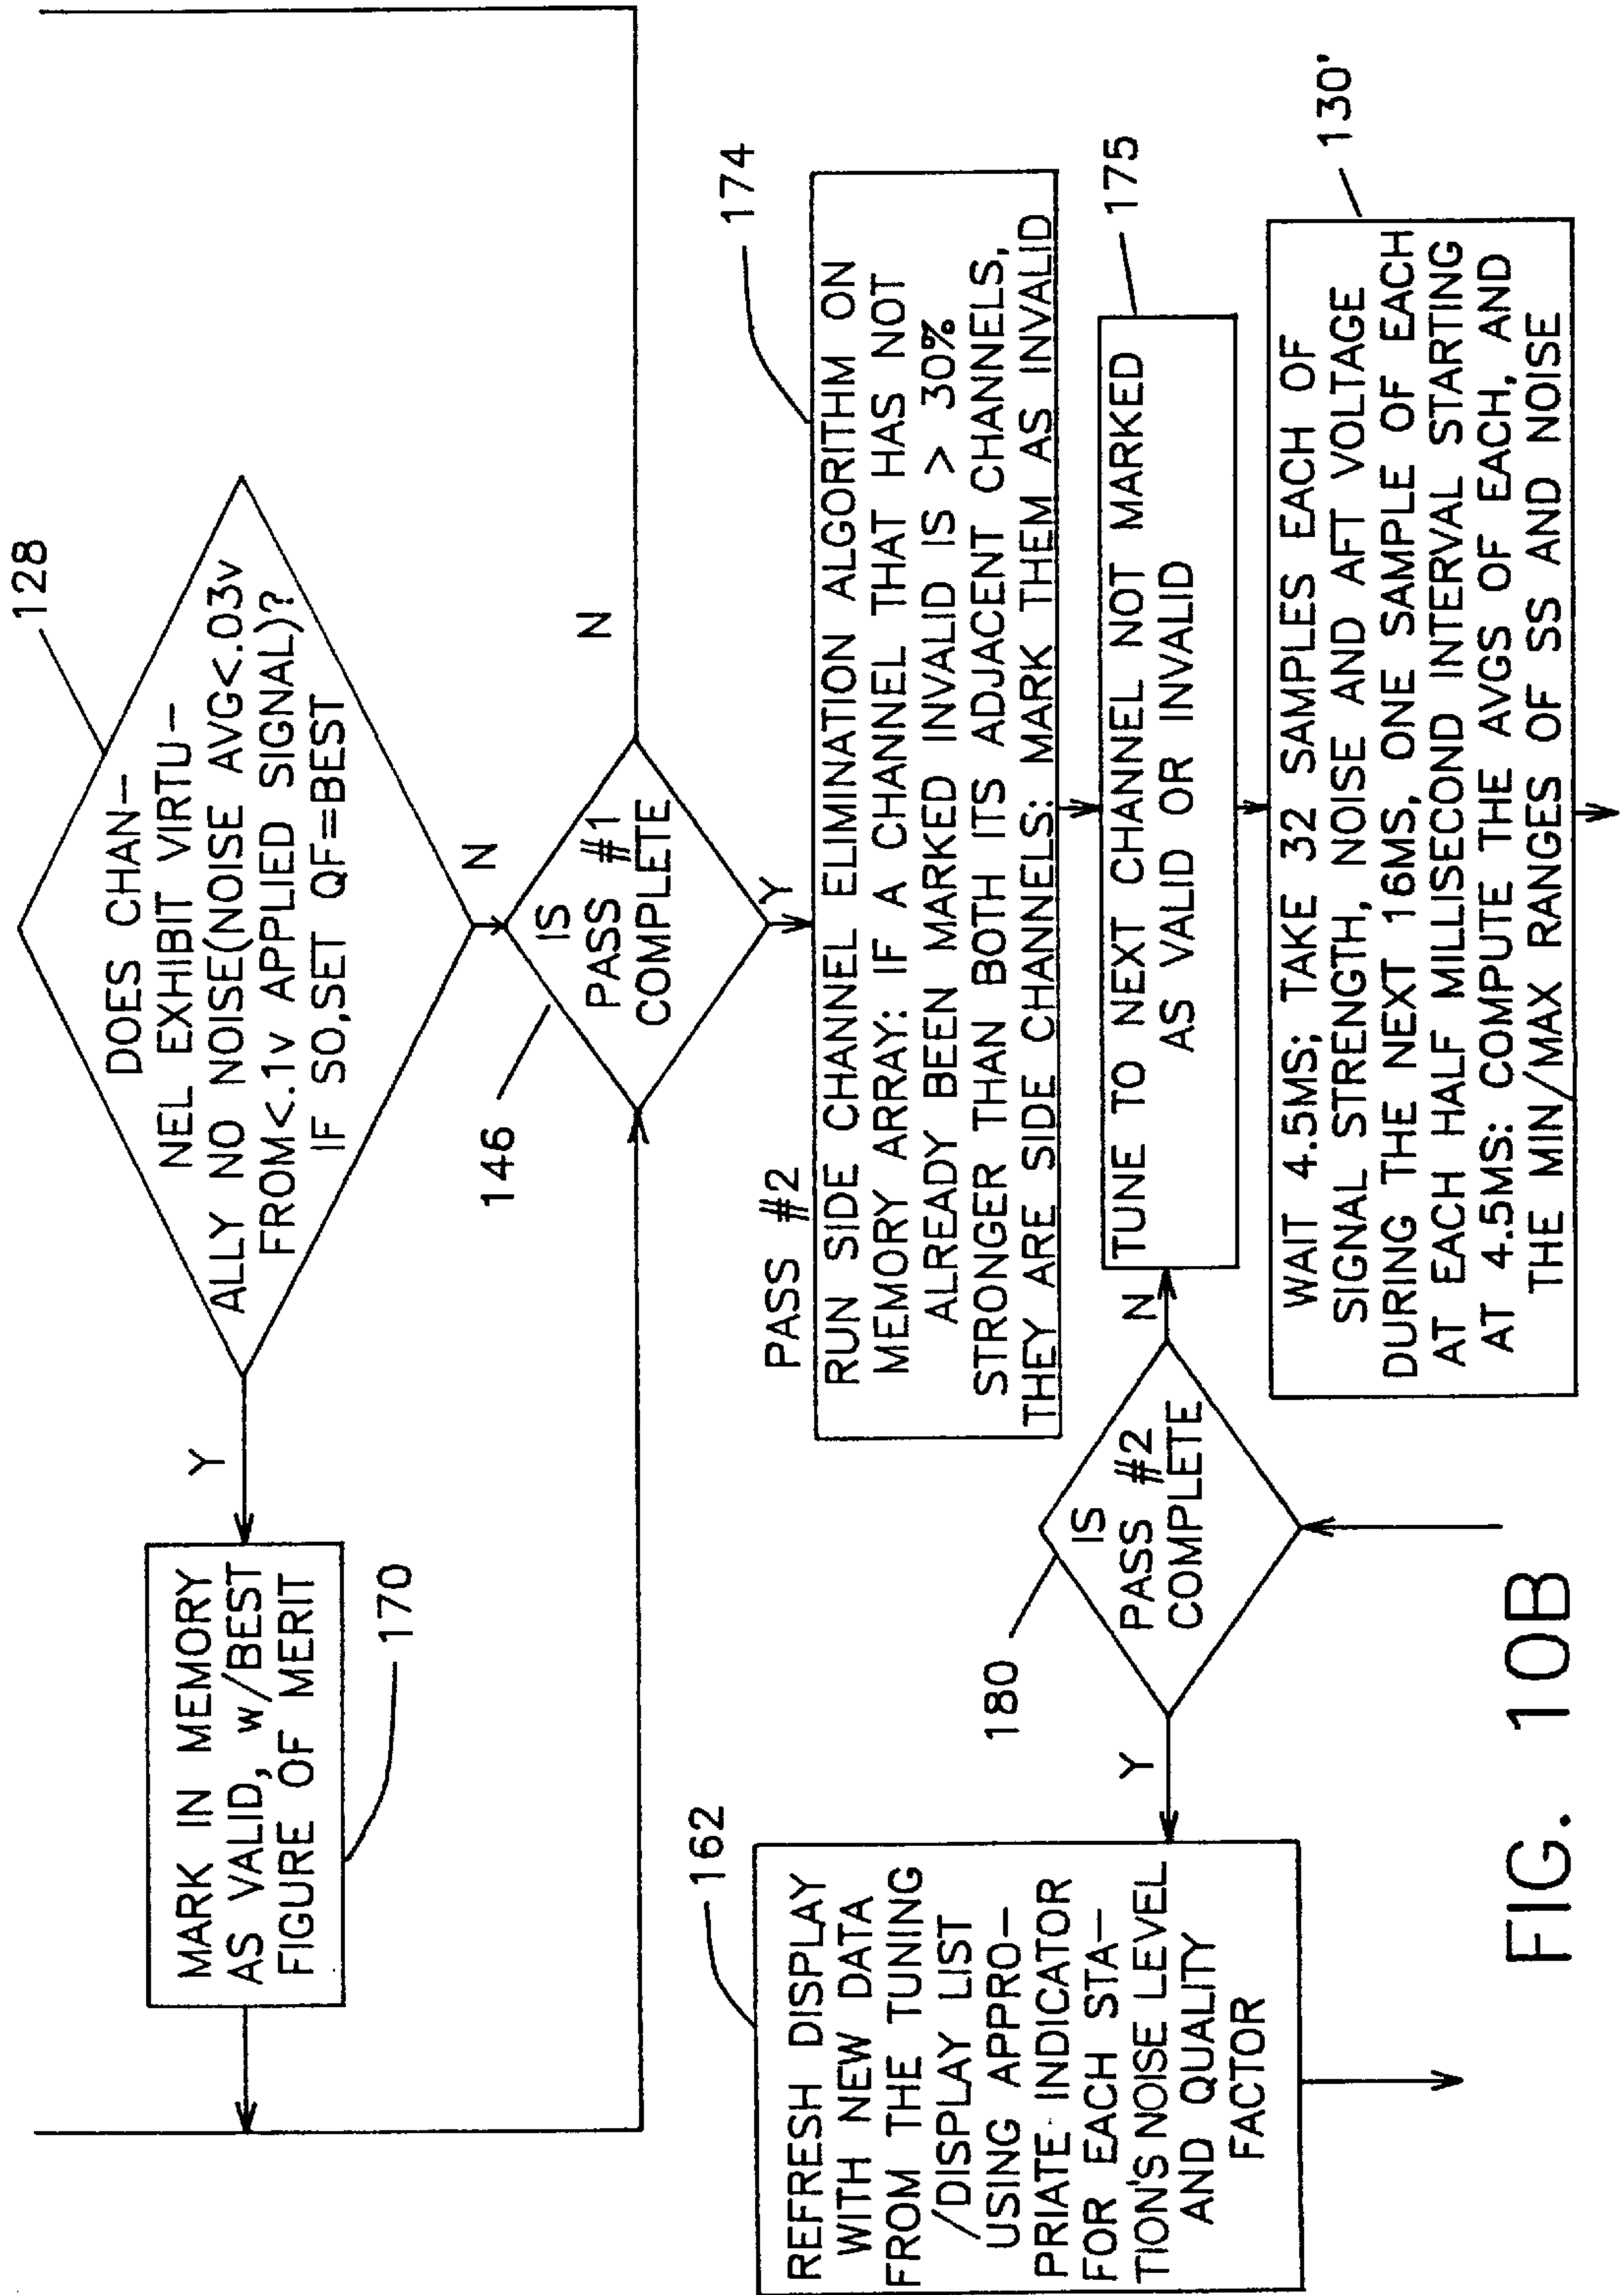 128
DOES CHAN-
NEL EXHIBIT VIRTU-
ALLY NO NOISE(NOISE AVG<.03v
FROM<.1v APPLIED SIGNAL)?
IF SO,SET QF=BEST
Y
N
MARK IN MEMORY
AS VALID, w/BEST
FIGURE OF MERIT
170
146
IS
PASS #1
COMPLETE
N
Y
PASS #2
174
RUN SIDE CHANNEL ELIMINATION ALGORITHM ON
MEMORY ARRAY: IF A CHANNEL THAT HAS NOT
ALREADY BEEN MARKED INVALID IS > 30%
STRONGER THAN BOTH ITS ADJACENT CHANNELS,
THEY ARE SIDE CHANNELS: MARK THEM AS INVALID
175
TUNE TO NEXT CHANNEL NOT MARKED
AS VALID OR INVALID
130'
WAIT 4.5MS; TAKE 32 SAMPLES EACH OF
SIGNAL STRENGTH, NOISE AND AFT VOLTAGE
DURING THE NEXT 16MS, ONE SAMPLE OF EACH
AT EACH HALF MILLISECOND INTERVAL STARTING
AT 4.5MS: COMPUTE THE AVGS OF EACH, AND
THE MIN/MAX RANGES OF SS AND NOISE
180
IS
PASS #2
COMPLETE
N
Y
162
REFRESH DISPLAY
WITH NEW DATA
FROM THE TUNING
/DISPLAY LIST
USING APPRO-
PRIATE INDICATOR
FOR EACH STA-
TION'S NOISE LEVEL
AND QUALITY
FACTOR
FIG. 10B